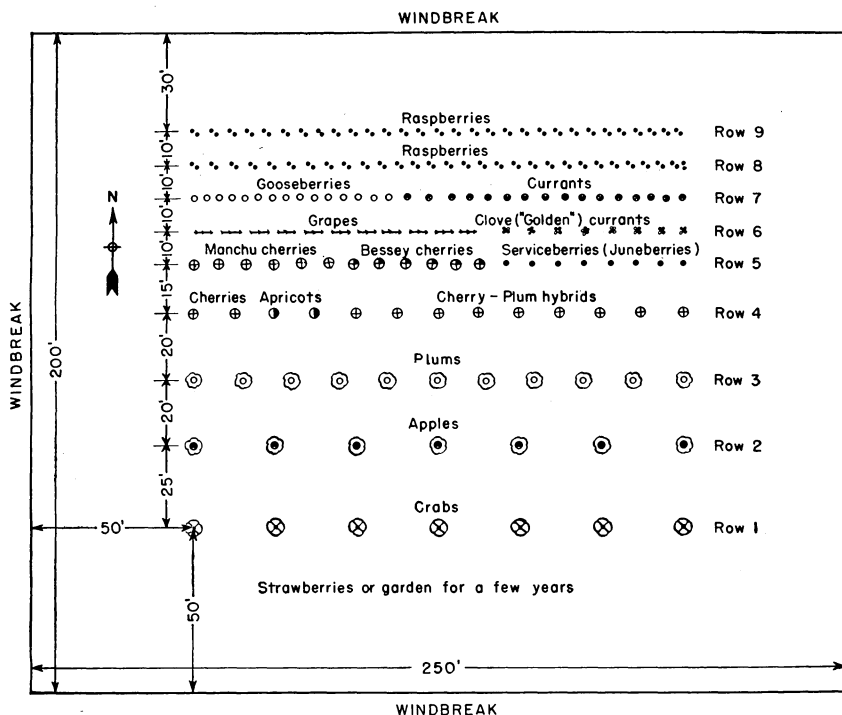 WINDBREAK
30'
Raspberries
Row 9
10'
Raspberries
Row 8
10'
Gooseberries Currants
Row 7
N
10'
Grapes Clove ("Golden") currants
Row 6
10'
Manchu cherries Bessey cherries Serviceberries (Juneberries)
Row 5
15'
Cherries Apricots Cherry-Plum hybrids
Row 4
WINDBREAK
200'
20'
Plums
Row 3
20'
Apples
Row 2
25'
Crabs
50'
Row 1
Strawberries or garden for a few years
50'
250'
WINDBREAK